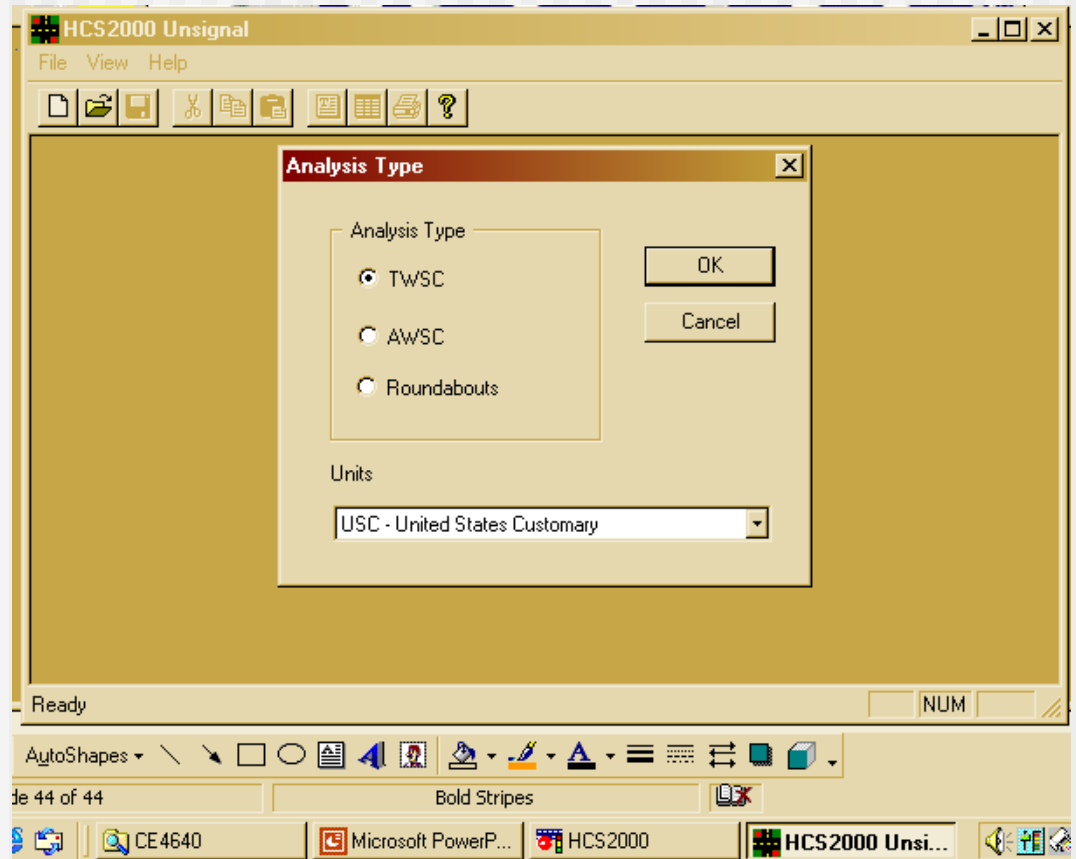 HCS2000 Unsignal
File View Help
Analysis Type
Analysis Type
TWSC
OK
AWSC
Cancel
Roundabouts
Units
USC - United States Customary
Ready
NUM
AutoShapes
de 44 of 44
Bold Stripes
CE4640
Microsoft PowerP...
HCS2000
HCS2000 Unsi...